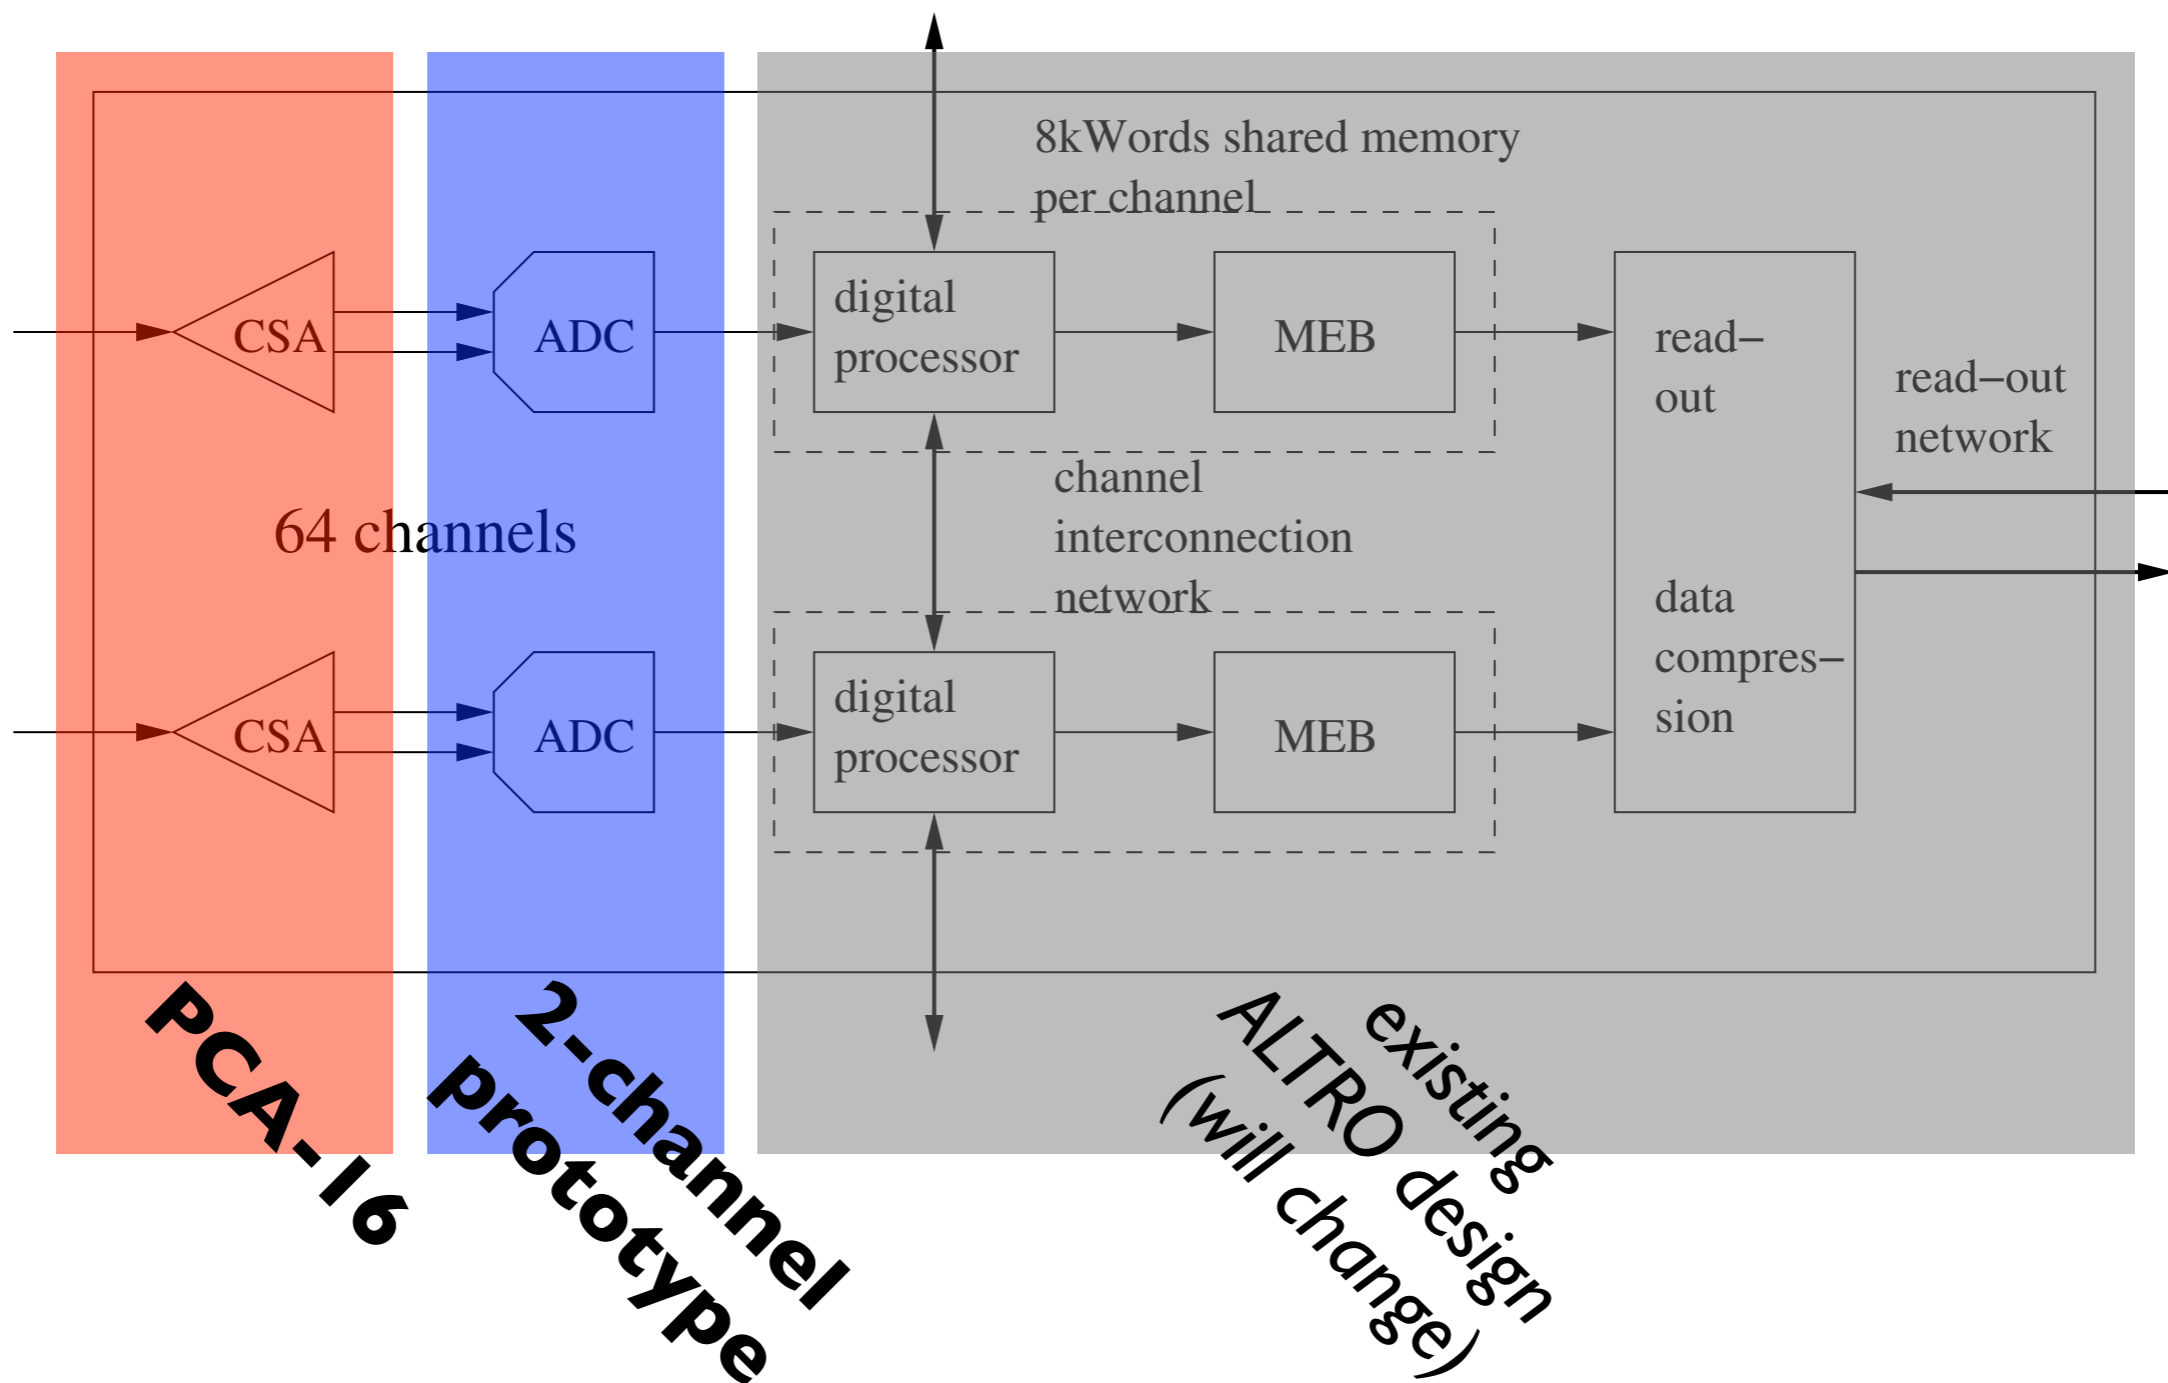 8kWords shared memory
per channel
CSA
ADC
digital
processor
MEB
read–
out
read–out
network
64 channels
channel
interconnection
network
data
compres–
sion
CSA
ADC
digital
processor
MEB
PCA-16
2-channel
prototype
existing
ALTRO design
(will change)